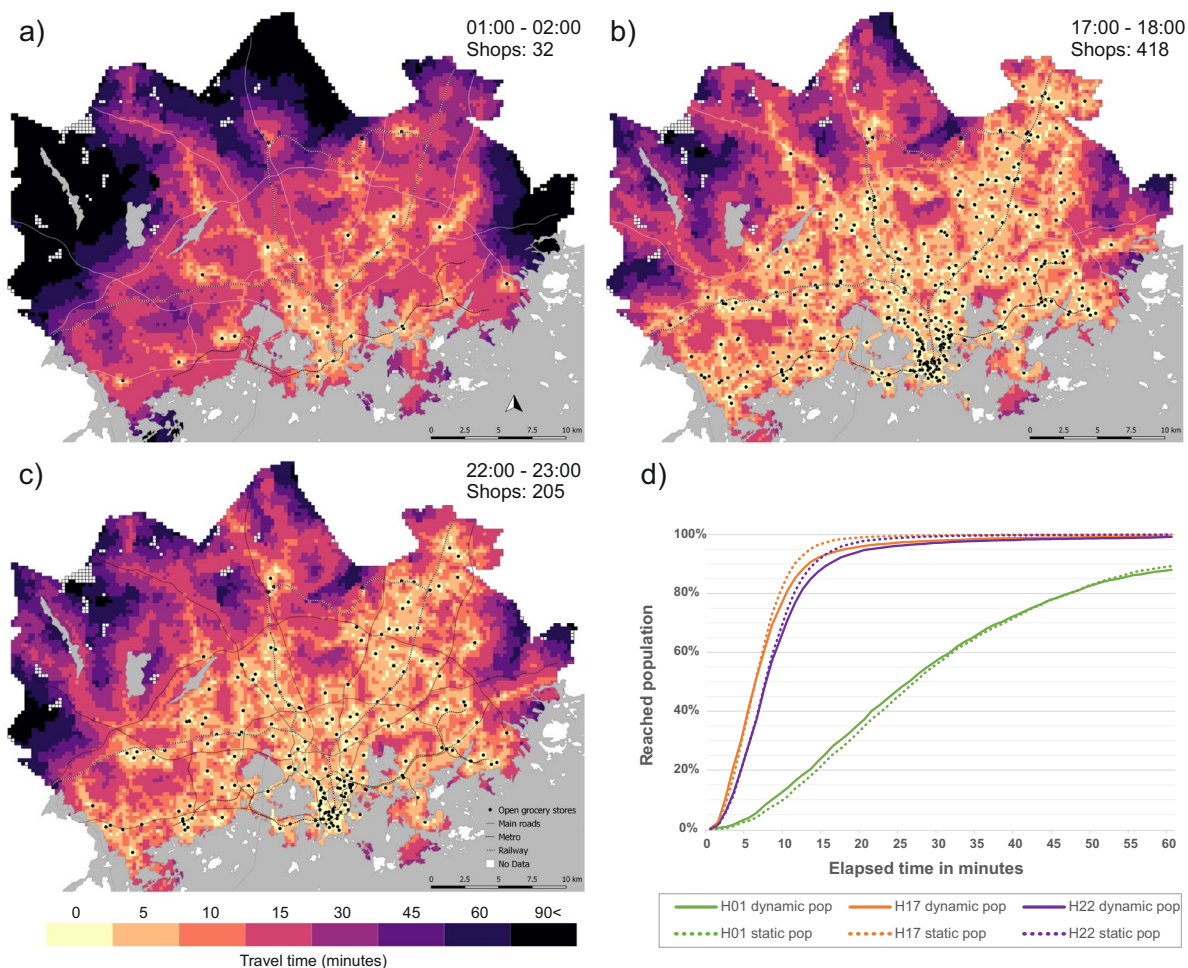 a)
01:00 - 02:00
Shops: 32
0 2.5 5 7.5 10 km
b)
17:00 - 18:00
Shops: 418
0 2.5 5 7.5 10 km
c)
22:00 - 23:00
Shops: 205
Open grocery stores
Main roads
Metro
Railway
No Data
0 2.5 5 7.5 10 km
0 5 10 15 30 45 60 90<
Travel time (minutes)
d)
Reached population
100%
80%
60%
40%
20%
0%
0 5 10 15 20 25 30 35 40 45 50 55 60
Elapsed time in minutes
H01 dynamic pop H17 dynamic pop H22 dynamic pop
H01 static pop H17 static pop H22 static pop